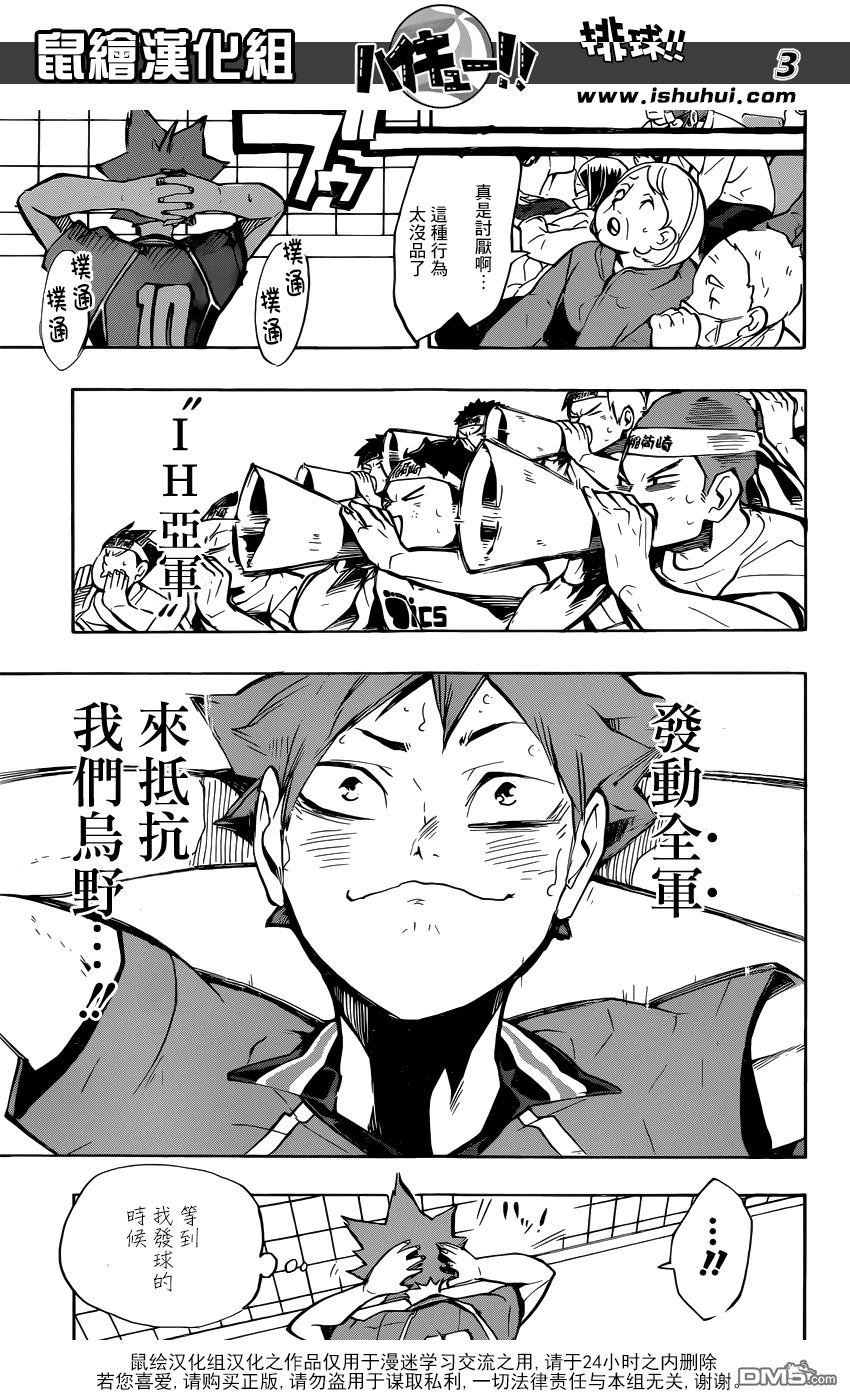 鼠繪漢化組
ハイキュー!!
排球!!
3
www.ishuhui.com
真是討厭啊…
這種行為
太沒品了
ブゥ
撲通
撲通
撲通
撲通
10
稻荷崎
ics
"IH亞軍"
發動全軍
來抵抗
我們烏野…!!
…!!
等到
我發球的
時候
鼠绘汉化组汉化之作品仅用于漫迷学习交流之用, 请于24小时之内删除
若您喜爱, 请购买正版, 请勿盗用于谋取私利, 一切法律责任与本组无关, 谢谢。
DM5.com